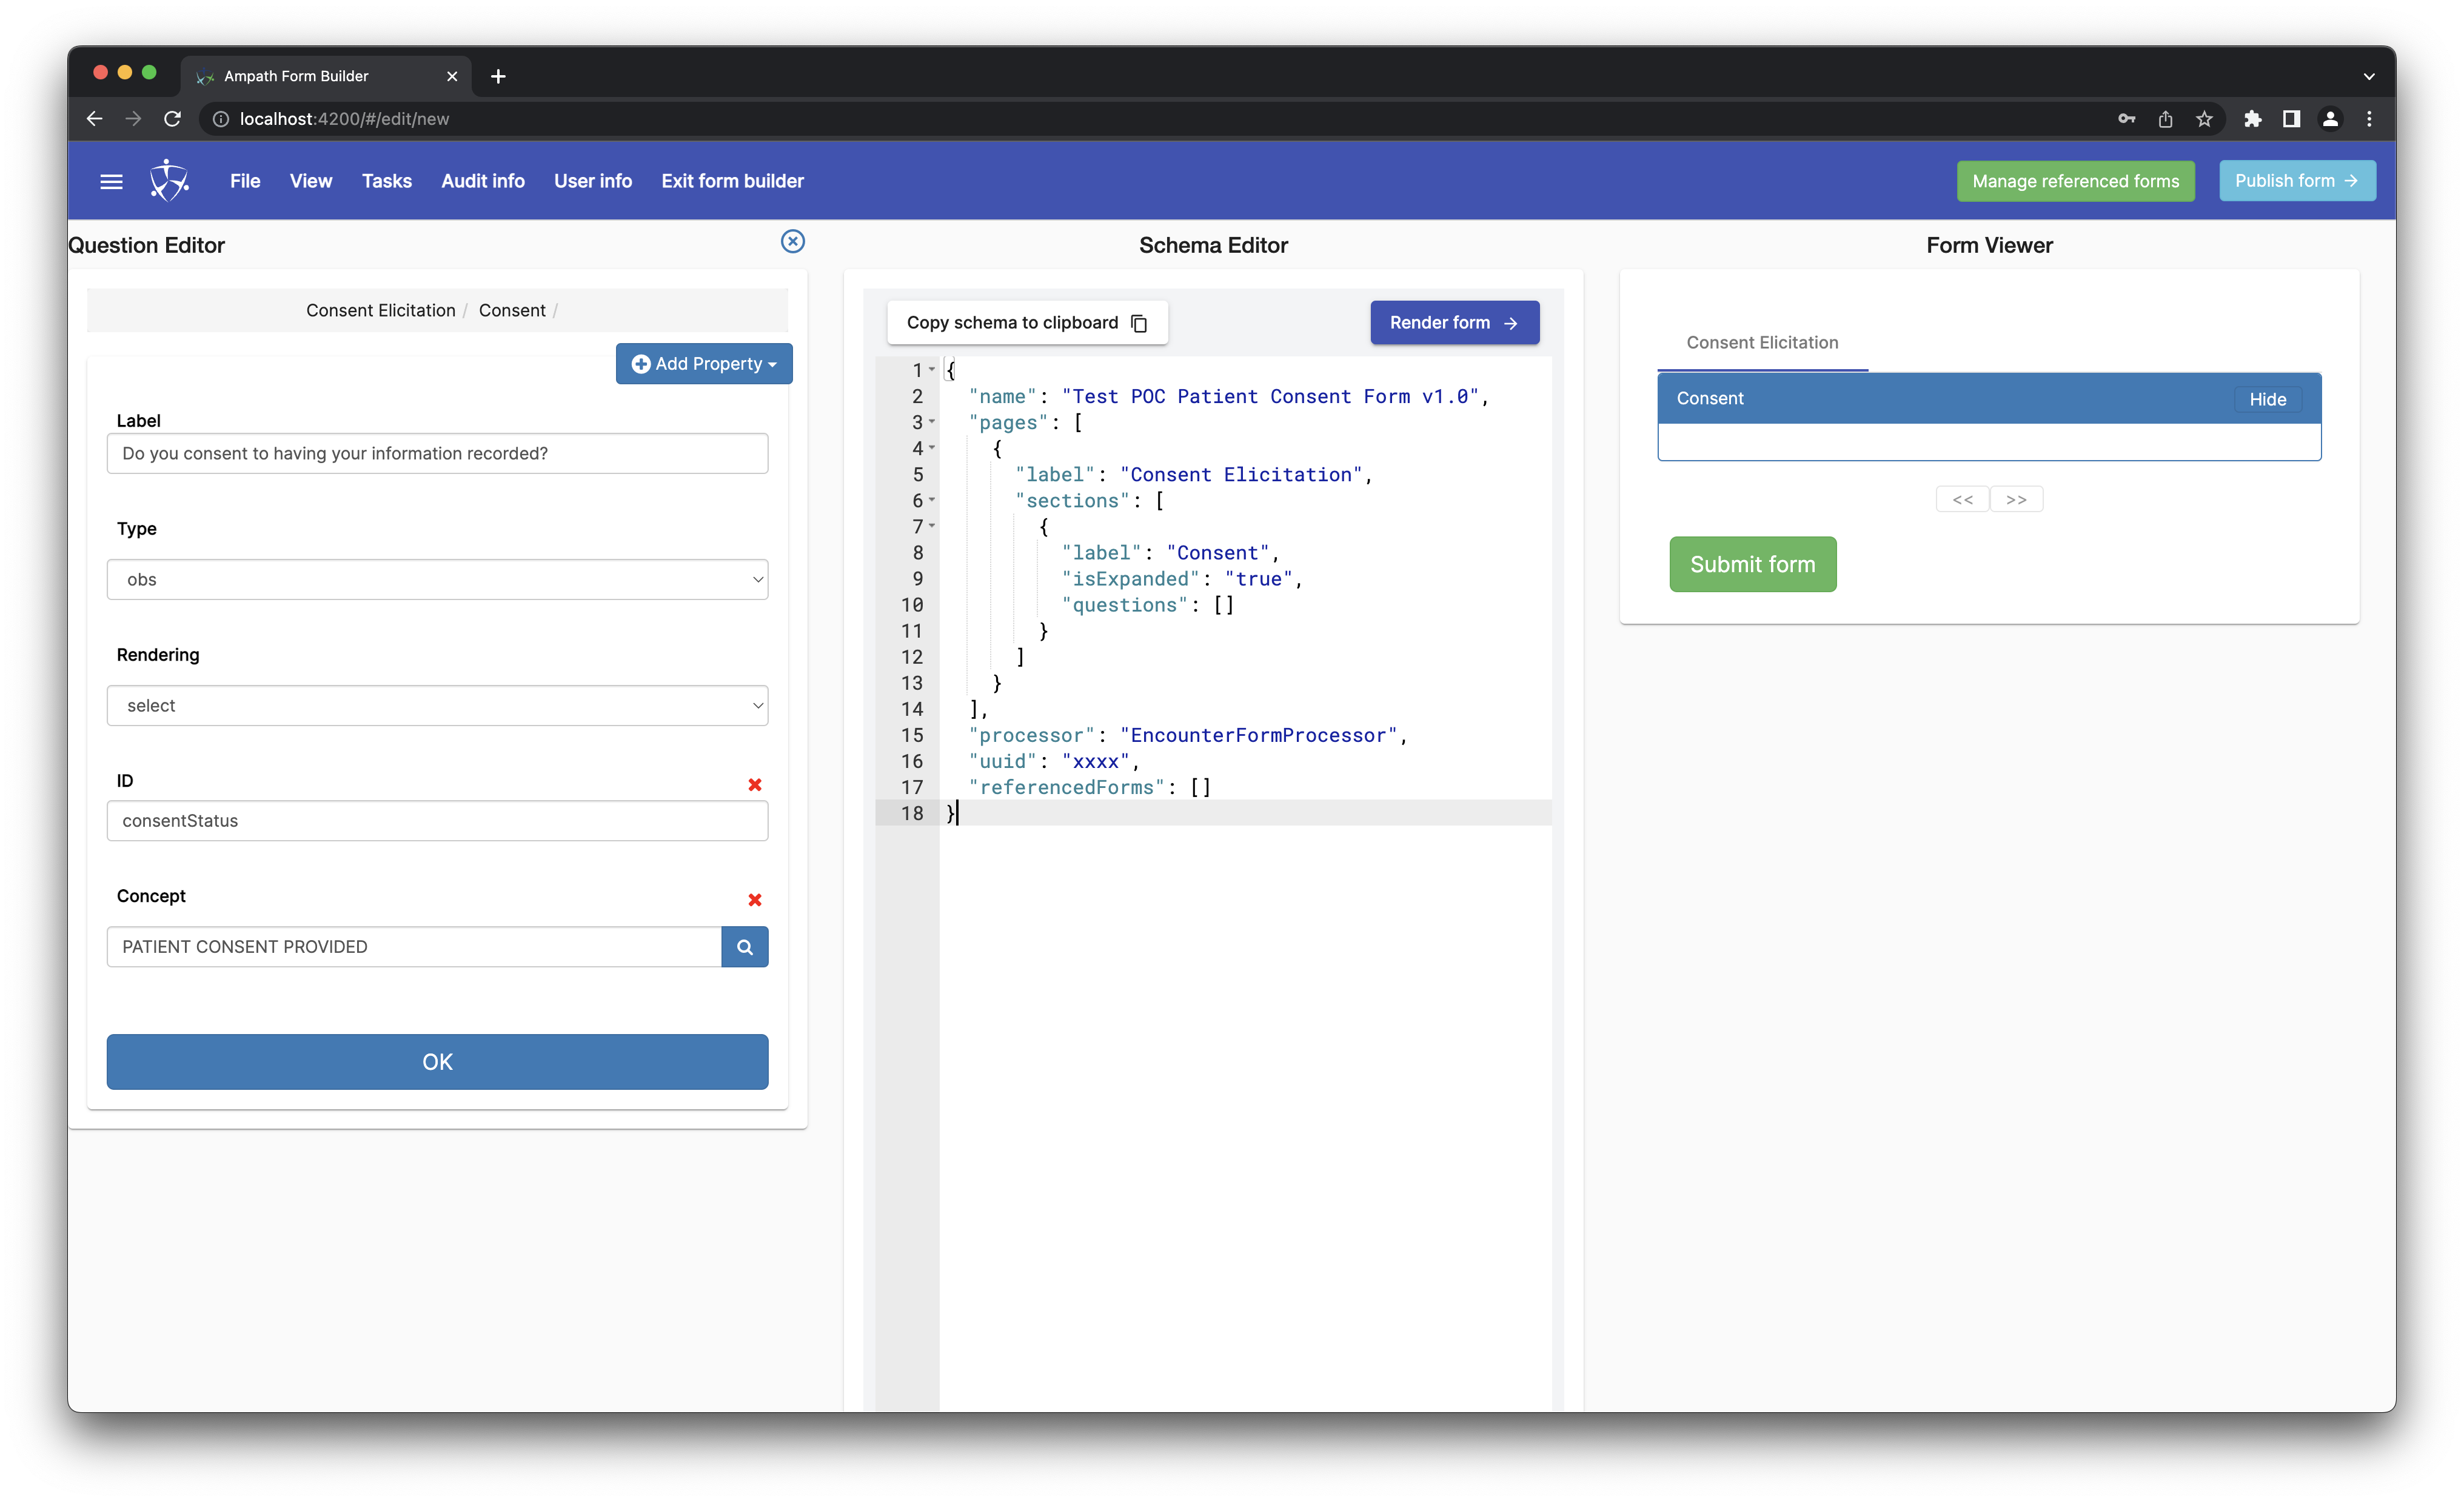 Ampath Form Builder
localhost:4200/#/edit/new
File View Tasks Audit info User info Exit form builder
Manage referenced forms
Publish form
Question Editor
Consent Elicitation / Consent /
Add Property
Label
Do you consent to having your information recorded?
Type
obs
Rendering
select
ID
consentStatus
Concept
PATIENT CONSENT PROVIDED
OK
Schema Editor
Copy schema to clipboard
Render form
1 {
2 "name": "Test POC Patient Consent Form v1.0",
3 "pages": [
4 {
5 "label": "Consent Elicitation",
6 "sections": [
7 {
8 "label": "Consent",
9 "isExpanded": "true",
10 "questions": []
11 }
12 ]
13 }
14 ],
15 "processor": "EncounterFormProcessor",
16 "uuid": "xxxx",
17 "referencedForms": []
18 }
Form Viewer
Consent Elicitation
Consent
Hide
<< >>
Submit form